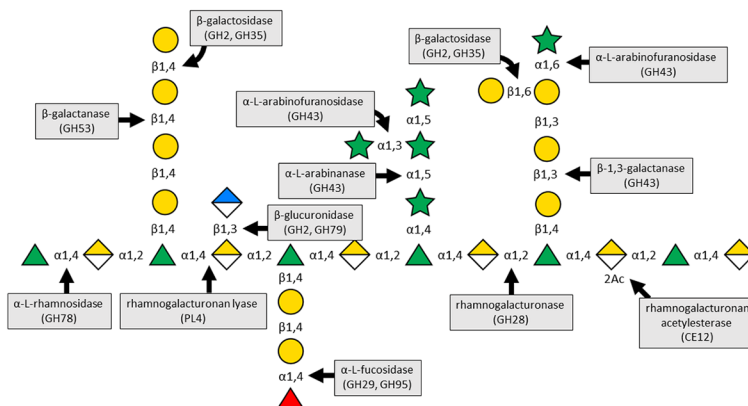 β-galactosidase
(GH2, GH35)
β-galactosidase
(GH2, GH35)
β1,4
α1,6
α-L-arabinofuranosidase
(GH43)
β-galactanase
(GH53)
β1,4
α-L-arabinofuranosidase
(GH43)
α1,5
β1,6
β1,3
α1,3
β1,4
α-L-arabinanase
(GH43)
α1,5
β1,3
β-1,3-galactanase
(GH43)
β1,4
β1,3
β-glucuronidase
(GH2, GH79)
α1,4
β1,4
α1,4
α1,2
α1,4
α1,2
α1,4
α1,2
α1,4
α1,2
α1,4
α1,2
α1,4
β1,4
2Ac
α-L-rhamnosidase
(GH78)
rhamnogalacturonan lyase
(PL4)
rhamnogalacturonase
(GH28)
rhamnogalacturonan
acetylesterase
(CE12)
β1,4
α1,4
α-L-fucosidase
(GH29, GH95)